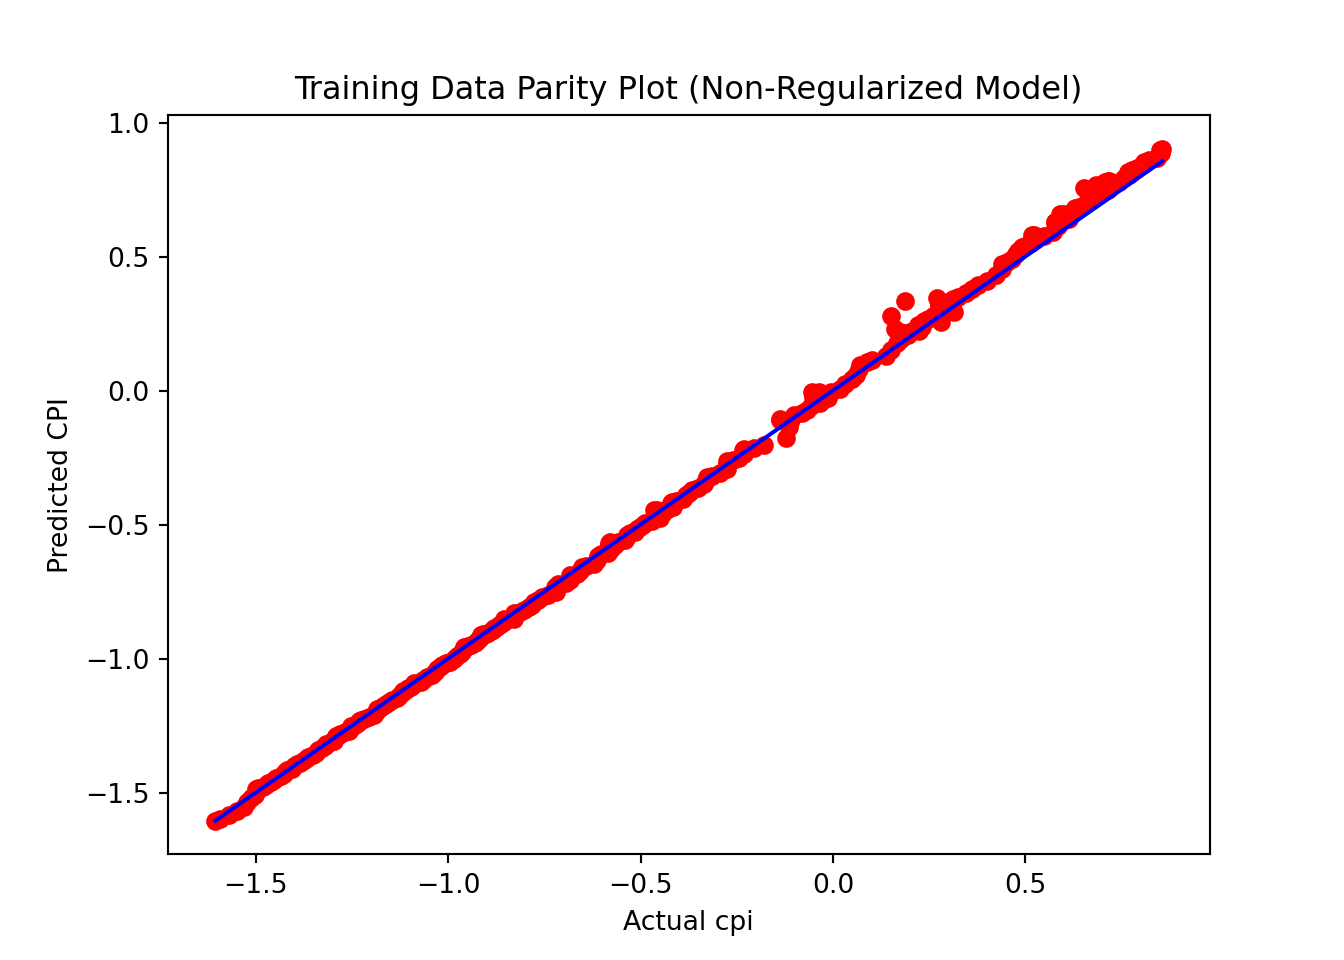 Training Data Parity Plot (Non-Regularized Model)
1.0
0.5
0.0
−0.5
−1.0
−1.5
Predicted CPI
−1.5 −1.0 −0.5 0.0 0.5
Actual cpi